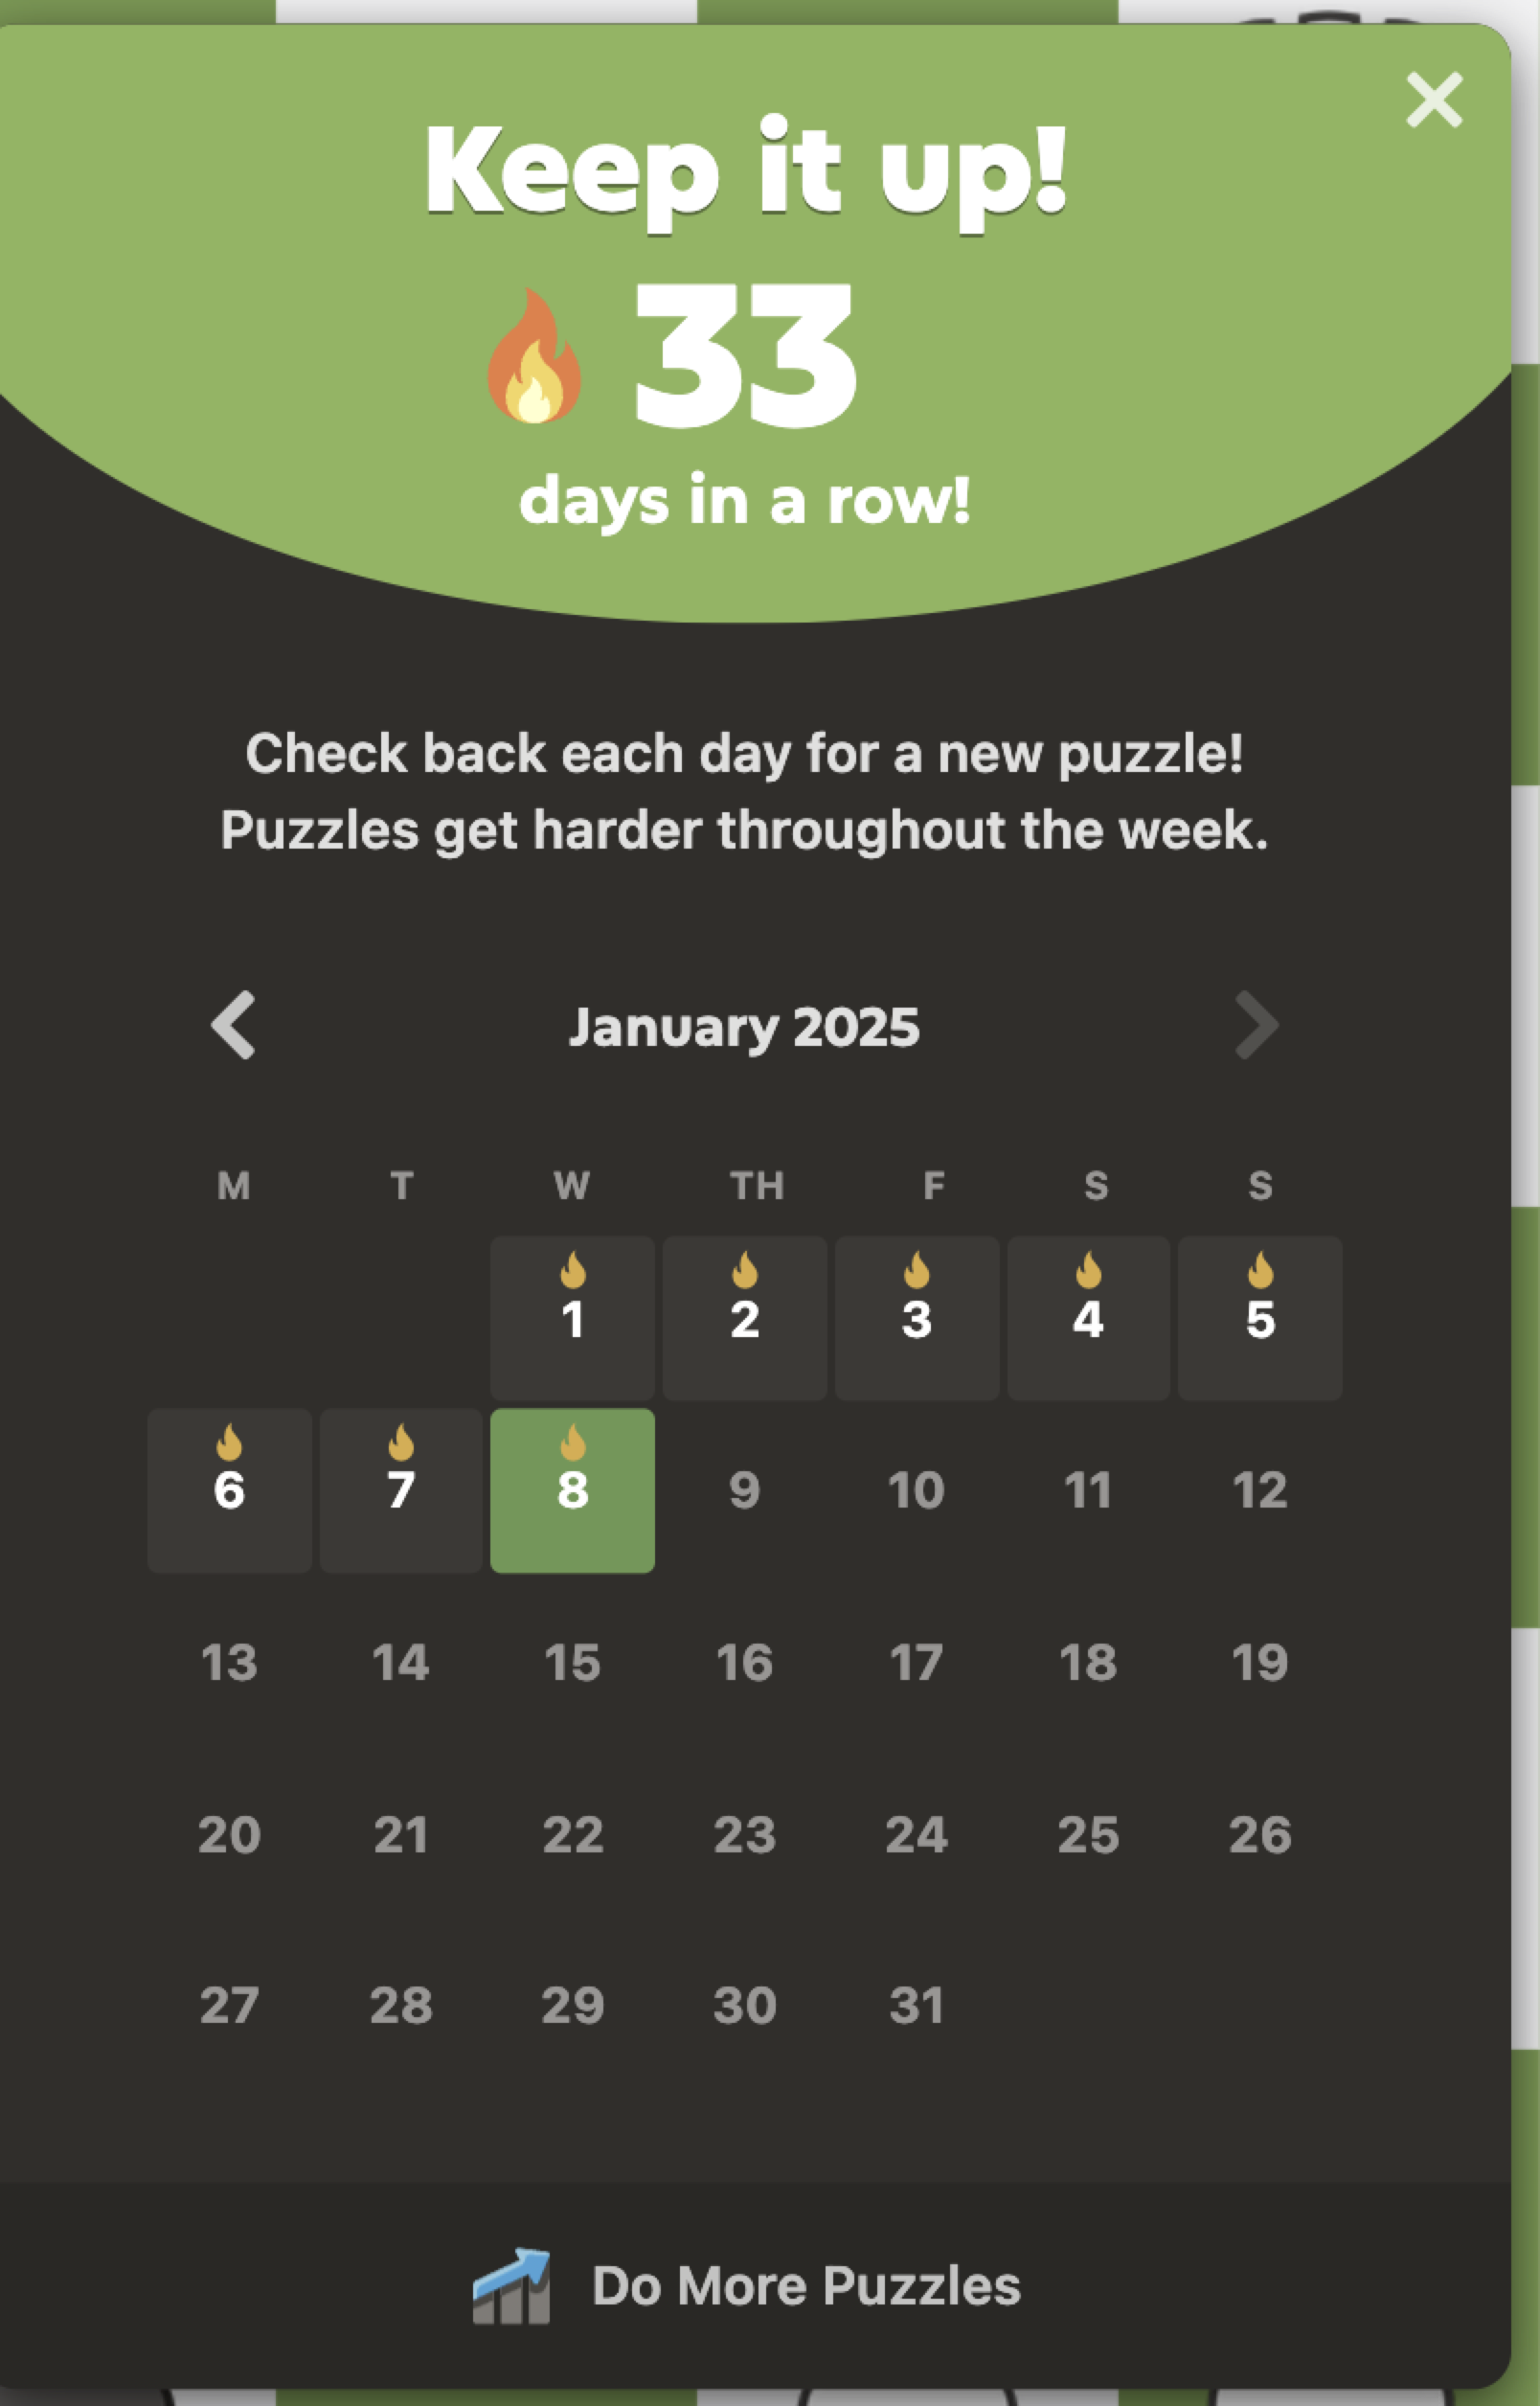 Keep it up!
33
days in a row!
Check back each day for a new puzzle!
Puzzles get harder throughout the week.
January 2025
M T W TH F S S
1 2 3 4 5
6 7 8 9 10 11 12
13 14 15 16 17 18 19
20 21 22 23 24 25 26
27 28 29 30 31
Do More Puzzles